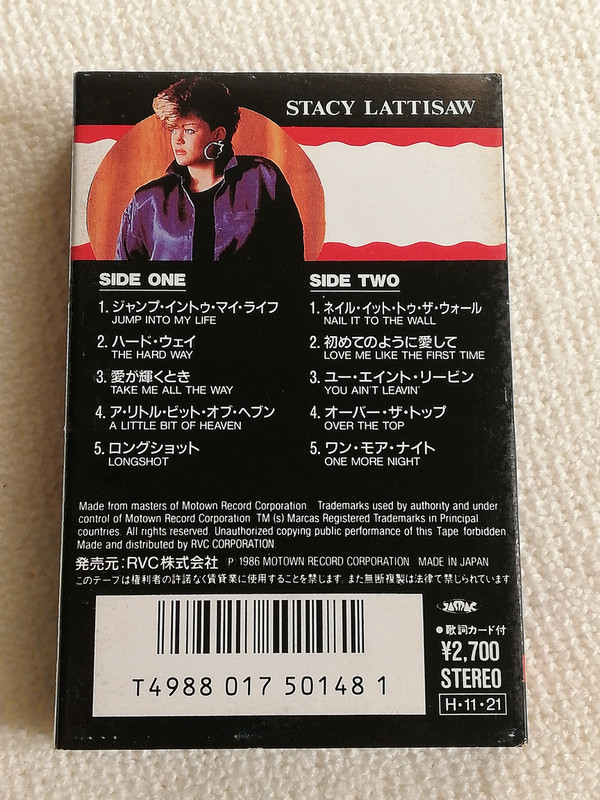 STACY LATTISAW
SIDE ONE
1. ジャンプ・イントゥ・マイ・ライフ
JUMP INTO MY LIFE
2. ハード・ウェイ
THE HARD WAY
3. 愛が輝くとき
TAKE ME ALL THE WAY
4. ア・リトル・ビット・オブ・ヘブン
A LITTLE BIT OF HEAVEN
5. ロングショット
LONGSHOT
SIDE TWO
1. ネイル・イット・トゥ・ザ・ウォール
NAIL IT TO THE WALL
2. 初めてのように愛して
LOVE ME LIKE THE FIRST TIME
3. ユー・エイント・リービン
YOU AIN'T LEAVIN'
4. オーバー・ザ・トップ
OVER THE TOP
5. ワン・モア・ナイト
ONE MORE NIGHT
Made from masters of Motown Record Corporation. Trademarks used by authority and under
control of Motown Record Corporation. TM (s) Marcas Registered Trademarks in Principal
countries. All rights reserved. Unauthorized copying public performance of this Tape forbidden.
Made and distributed by RVC CORPORATION
発売元:RVC株式会社 P 1986 MOTOWN RECORD CORPORATION MADE IN JAPAN
このテープは権利者の許諾なく賃貸業に使用することを禁じます。また無断複製は法律で禁じられています
JASRAC
●歌詞カード付
¥2,700
STEREO
H・11・21
T4988 017 50148 1